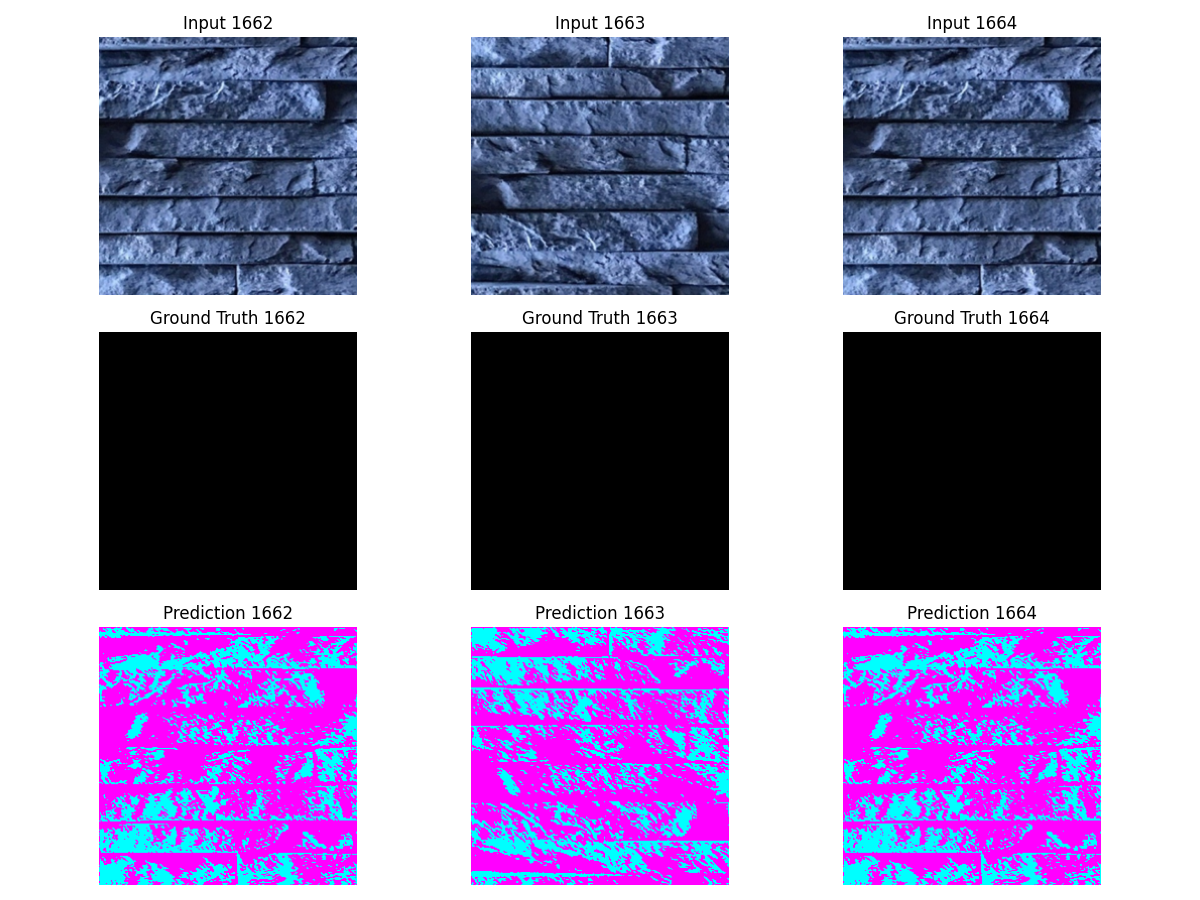 Input 1662
Input 1663
Input 1664
Ground Truth 1662
Ground Truth 1663
Ground Truth 1664
Prediction 1662
Prediction 1663
Prediction 1664